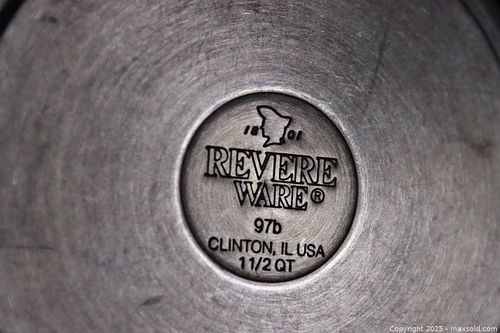 18 01
REVERE
WARE®
97b
CLINTON, IL USA
1 1/2 QT
Copyright 2025 - maxsold.com